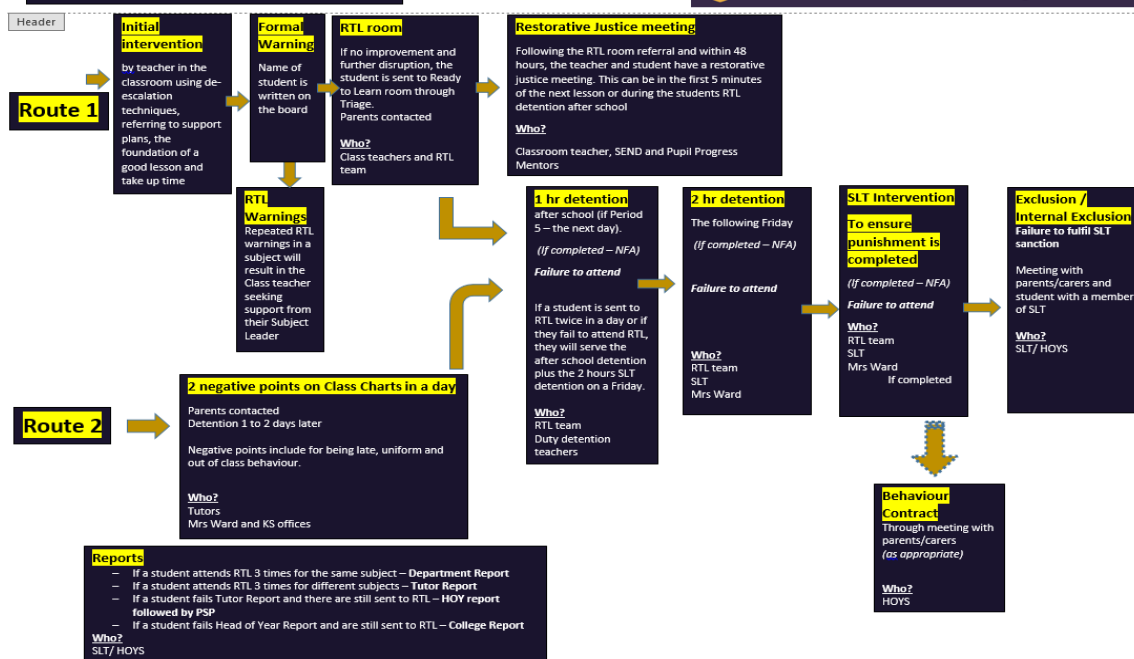 Header
Route 1
Initial
intervention
by teacher in the
classroom using de-
escalation
techniques,
referring to support
plans, the
foundation of a
good lesson and
take up time
Formal
Warning
Name of
student is
written on
the board
RTL room
If no improvement and
further disruption, the
student is sent to Ready
to Learn room through
Triage.
Parents contacted
Who?
Class teachers and RTL
team
Restorative Justice meeting
Following the RTL room referral and within 48
hours, the teacher and student have a restorative
justice meeting. This can be in the first 5 minutes
of the next lesson or during the students RTL
detention after school
Who?
Classroom teacher, SEND and Pupil Progress
Mentors
RTL
Warnings
Repeated RTL
warnings in a
subject will
result in the
Class teacher
seeking
support from
their Subject
Leader
1 hr detention
after school (if Period
5 – the next day).
(If completed – NFA)
Failure to attend
If a student is sent to
RTL twice in a day or if
they fail to attend RTL,
they will serve the
after school detention
plus the 2 hours SLT
detention on a Friday.
Who?
RTL team
Duty detention
teachers
2 hr detention
The following Friday
(If completed – NFA)
Failure to attend
Who?
RTL team
SLT
Mrs Ward
SLT Intervention
To ensure
punishment is
completed
(If completed – NFA)
Failure to attend
Who?
RTL team
SLT
Mrs Ward
If completed
Exclusion /
Internal Exclusion
Failure to fulfil SLT
sanction
Meeting with
parents/carers and
student with a member
of SLT
Who?
SLT/ HOYS
Route 2
2 negative points on Class Charts in a day
Parents contacted
Detention 1 to 2 days later
Negative points include for being late, uniform and
out of class behaviour.
Who?
Tutors
Mrs Ward and KS offices
Behaviour
Contract
Through meeting with
parents/carers
(as appropriate)
Who?
HOYS
Reports
– If a student attends RTL 3 times for the same subject – Department Report
– If a student attends RTL 3 times for different subjects – Tutor Report
– If a student fails Tutor Report and there are still sent to RTL – HOY report
followed by PSP
– If a student fails Head of Year Report and are still sent to RTL – College Report
Who?
SLT/ HOYS